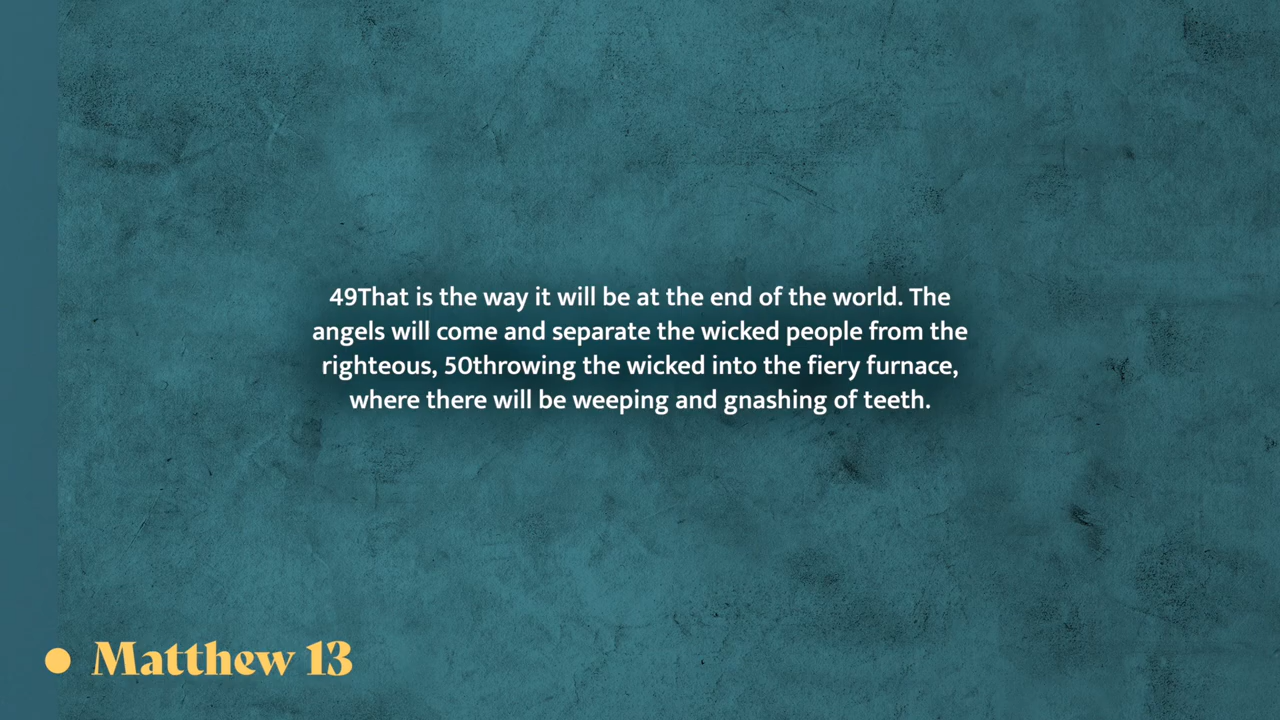 49That is the way it will be at the end of the world. The
angels will come and separate the wicked people from the
righteous, 50throwing the wicked into the fiery furnace,
where there will be weeping and gnashing of teeth.
Matthew 13